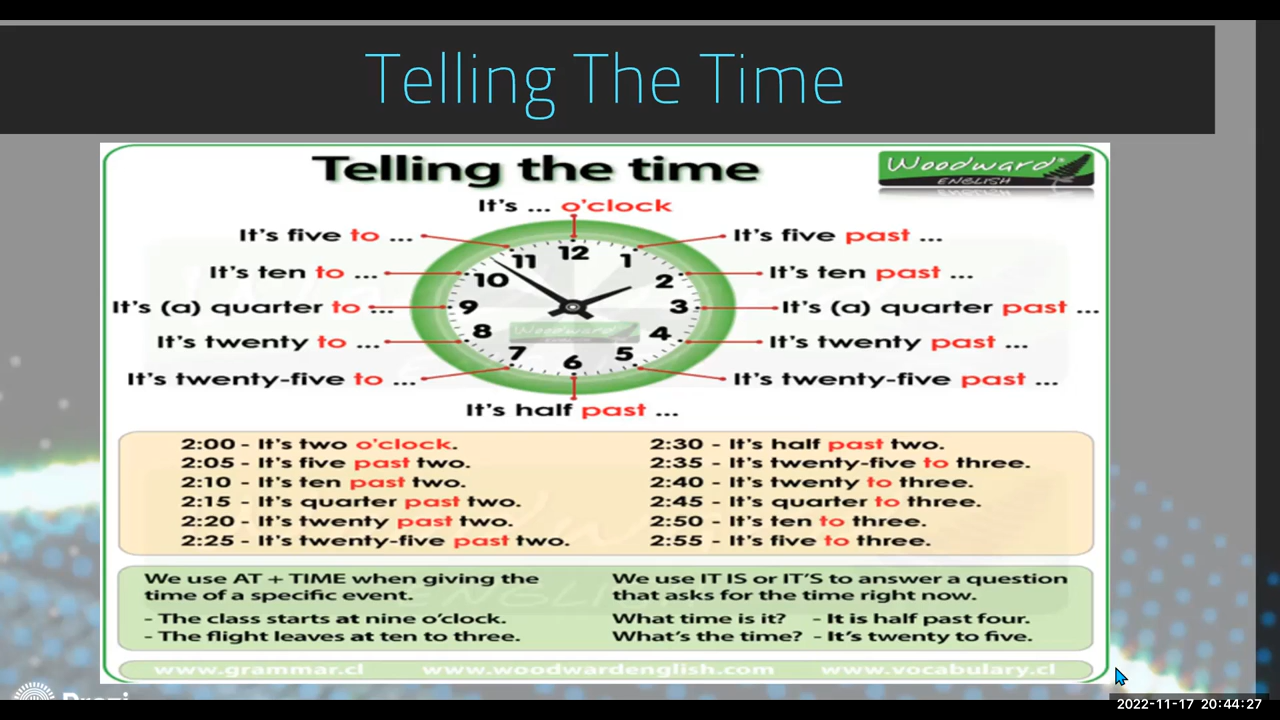 Telling The Time
Telling the time
Woodward®
ENGLISH
It's ... o'clock
It's five to ...
It's five past ...
It's ten to ...
It's ten past ...
It's (a) quarter to ...
It's (a) quarter past ...
It's twenty to ...
It's twenty past ...
It's twenty-five to ...
It's twenty-five past ...
It's half past ...
12
1
2
3
4
5
6
7
8
9
10
11
2:00 - It's two o'clock.
2:05 - It's five past two.
2:10 - It's ten past two.
2:15 - It's quarter past two.
2:20 - It's twenty past two.
2:25 - It's twenty-five past two.
2:30 - It's half past two.
2:35 - It's twenty-five to three.
2:40 - It's twenty to three.
2:45 - It's quarter to three.
2:50 - It's ten to three.
2:55 - It's five to three.
We use AT + TIME when giving the
time of a specific event.
- The class starts at nine o'clock.
- The flight leaves at ten to three.
We use IT IS or IT'S to answer a question
that asks for the time right now.
What time is it? - It is half past four.
What's the time? - It's twenty to five.
www.grammar.cl www.woodwardenglish.com www.vocabulary.cl
Prezi
2022-11-17 20:44:27